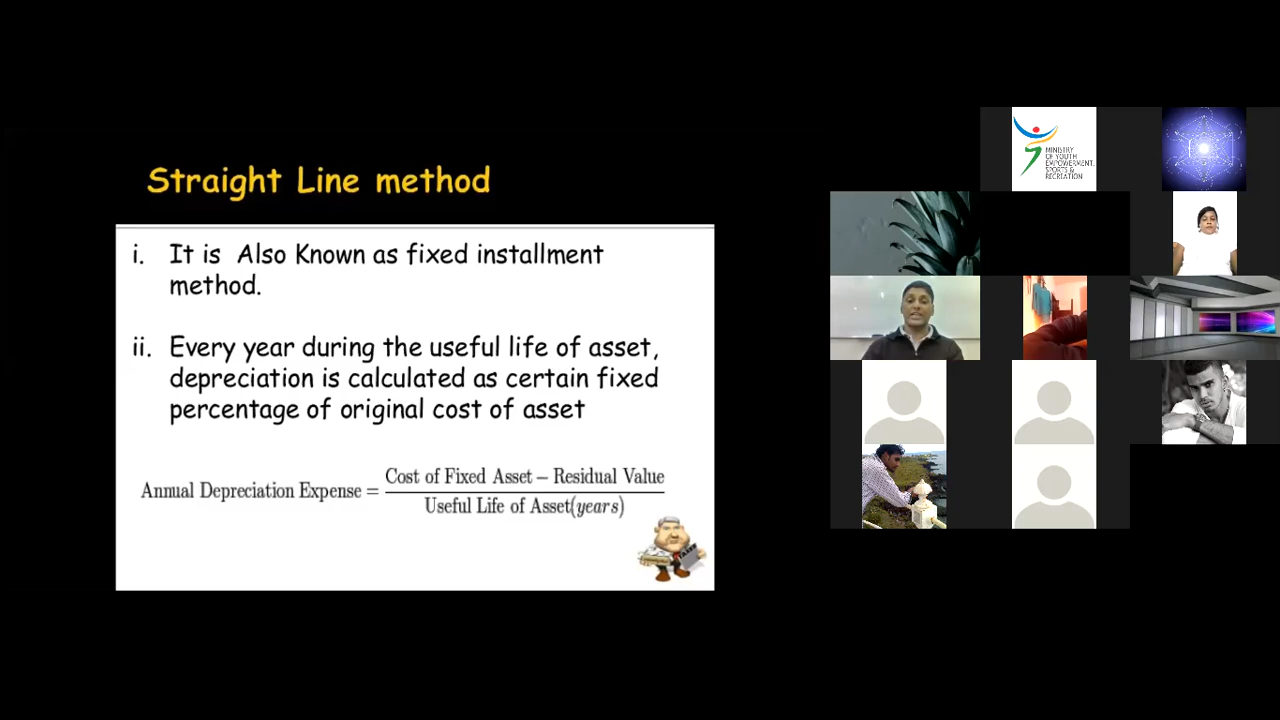 Straight Line method
i. It is Also Known as fixed installment
method.
ii. Every year during the useful life of asset,
depreciation is calculated as certain fixed
percentage of original cost of asset
Annual Depreciation Expense = Cost of Fixed Asset – Residual Value
Useful Life of Asset(years)
MINISTRY
OF YOUTH
EMPOWERMENT,
SPORTS &
RECREATION